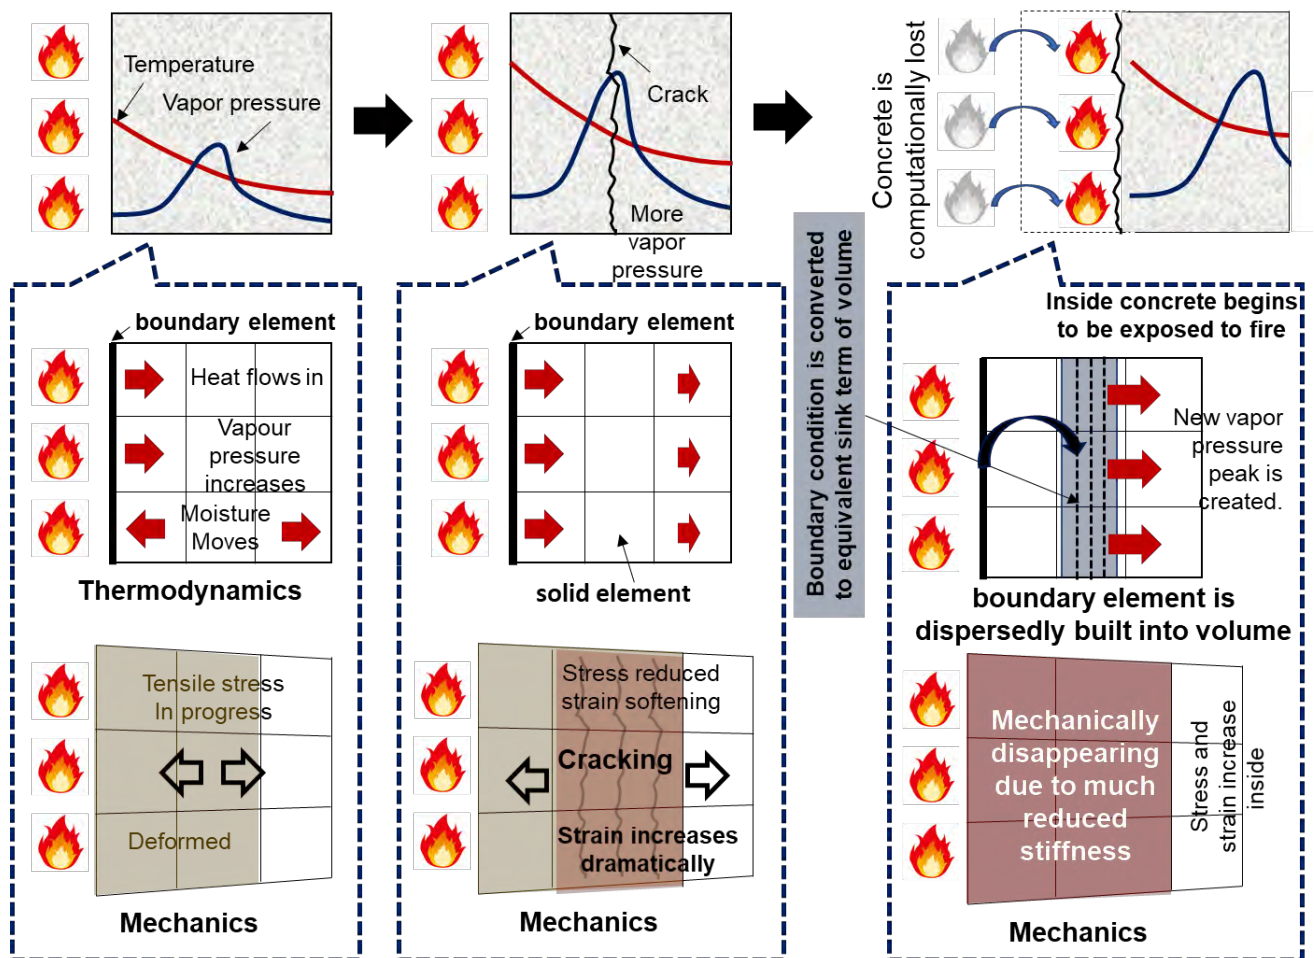 Temperature
Vapor pressure
Crack
More
vapor
pressure
Concrete is
computationally lost
boundary element
Heat flows in
Vapour
pressure
increases
Moisture
Moves
Thermodynamics
Tensile stress
In progress
Deformed
Mechanics
boundary element
solid element
Stress reduced
strain softening
Cracking
Strain increases
dramatically
Mechanics
Boundary condition is converted
to equivalent sink term of volume
Inside concrete begins
to be exposed to fire
New vapor
pressure
peak is
created.
boundary element is
dispersedly built into volume
Mechanically
disappearing
due to much
reduced
stiffness
Stress and
strain increase
inside
Mechanics